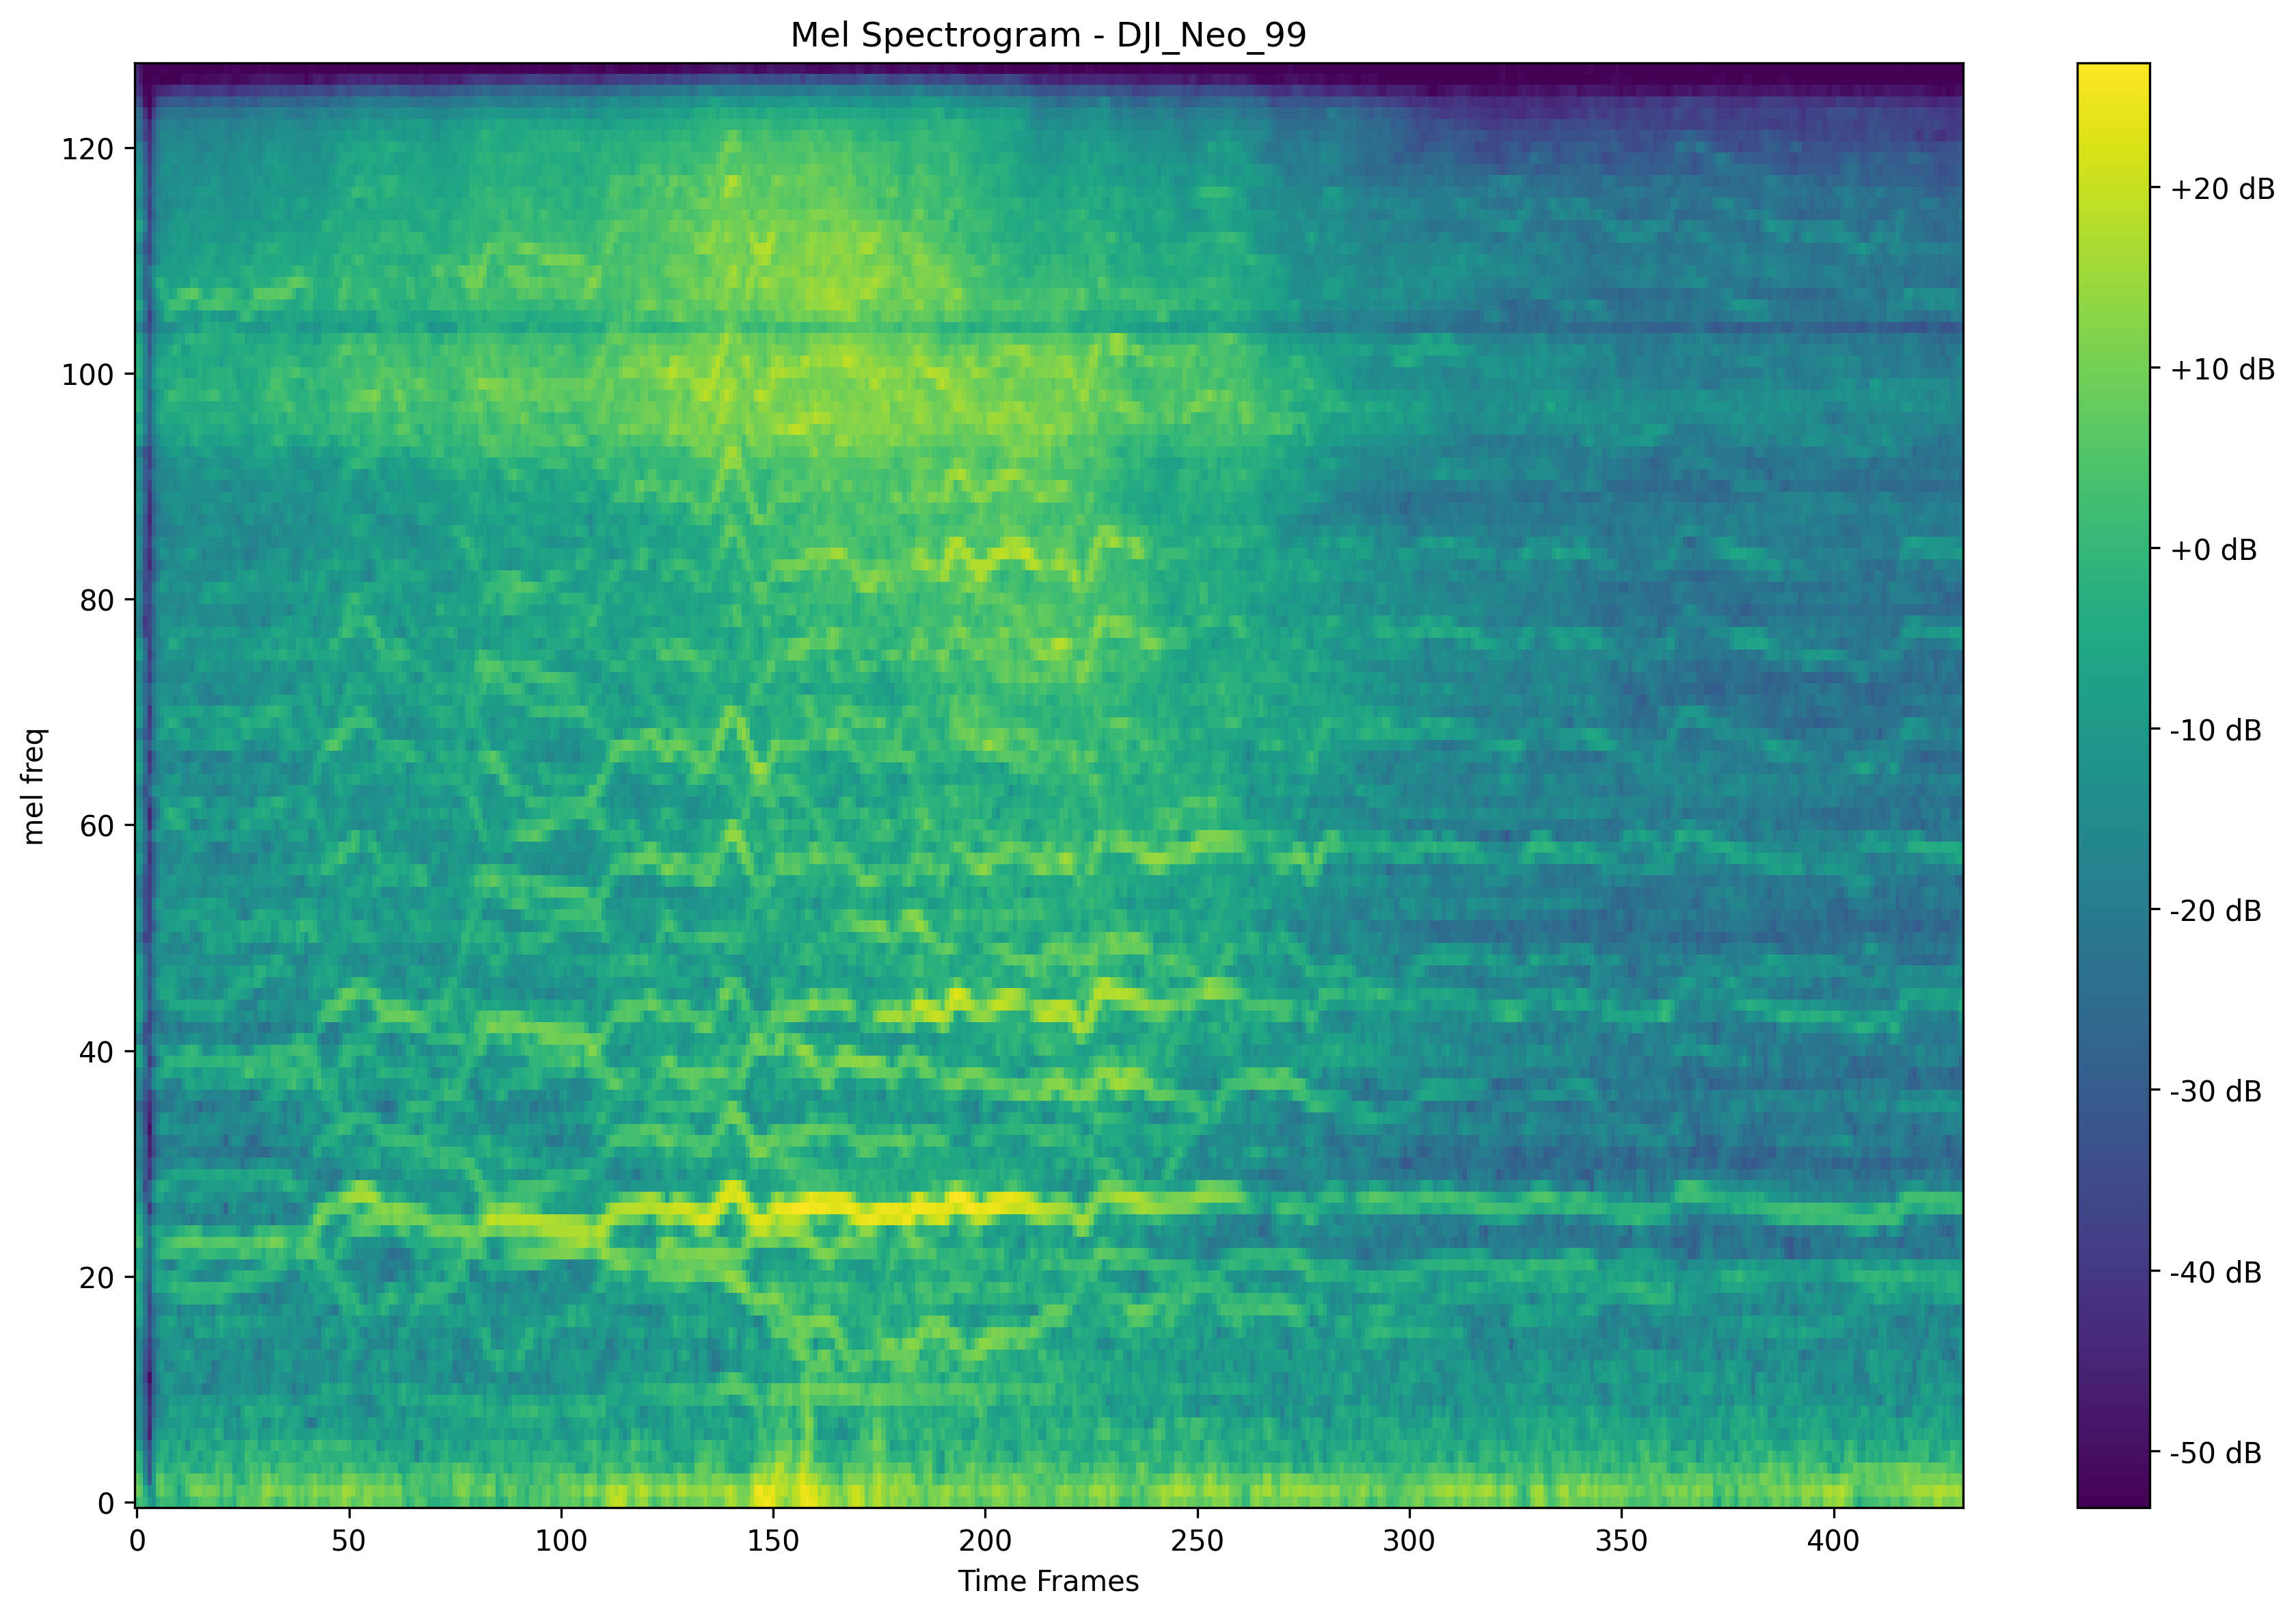 Mel Spectrogram - DJI_Neo_99
mel freq
120
100
80
60
40
20
0
0 50 100 150 200 250 300 350 400
Time Frames
+20 dB
+10 dB
+0 dB
-10 dB
-20 dB
-30 dB
-40 dB
-50 dB